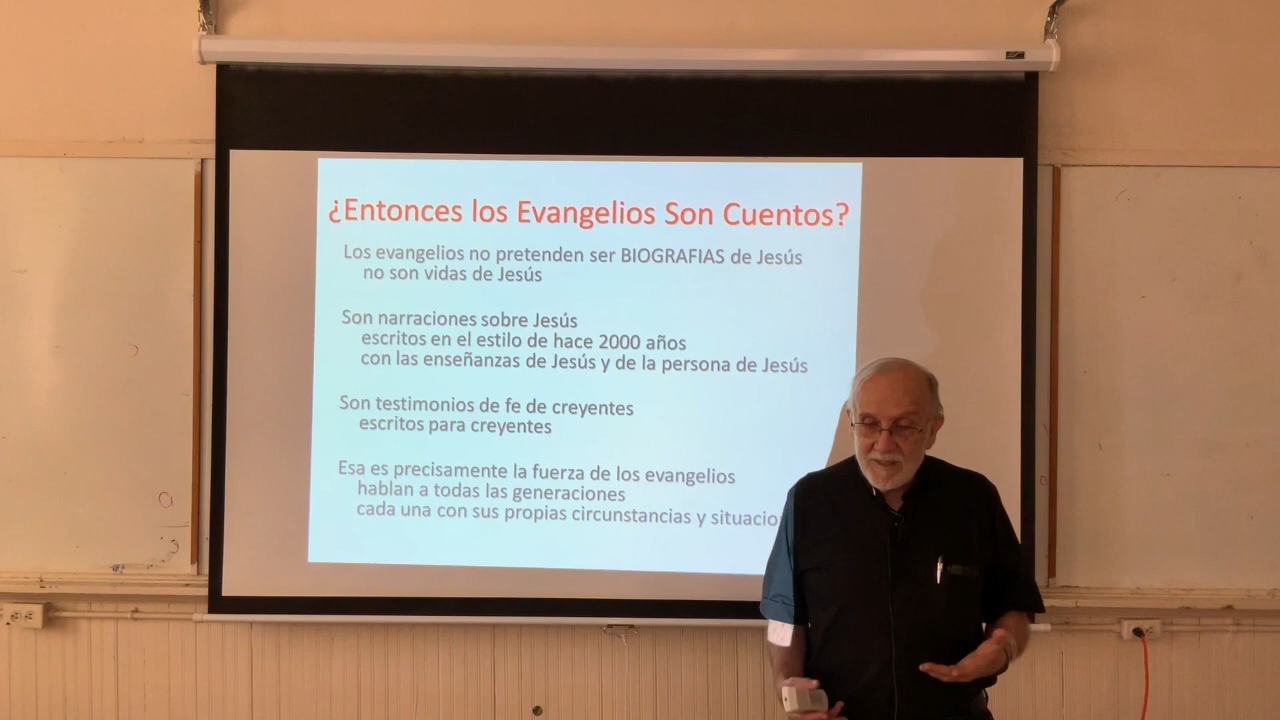 ¿Entonces los Evangelios Son Cuentos?
Los evangelios no pretenden ser BIOGRAFIAS de Jesús
no son vidas de Jesús
Son narraciones sobre Jesús
escritos en el estilo de hace 2000 años
con las enseñanzas de Jesús y de la persona de Jesús
Son testimonios de fe de creyentes
escritos para creyentes
Esa es precisamente la fuerza de los evangelios
hablan a todas las generaciones
cada una con sus propias circunstancias y